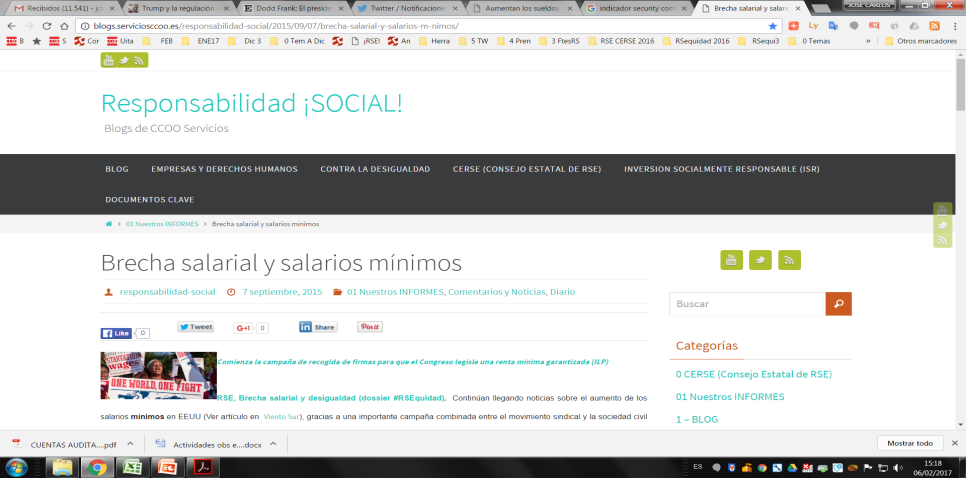 Recibidos (11.541) - jc
Trump y la regulación
Dodd Frank: El preside
Twitter / Notificacione
Aumentan los sueldos
indicador security com
Brecha salarial y salari
JOSE CARLOS
blogs.serviciosccoo.es/responsabilidad-social/2015/09/07/brecha-salarial-y-salarios-m-nimos/
B S Cor Uita FEB ENE17 Dic 3 0 Tem A Dic ¡RSE! An Herra 5 TW 4 Pren 3 FtesRS RSE CERSE 2016 RSequidad 2016 RSequi3 0 Temas » Otros marcadores
Responsabilidad ¡SOCIAL!
Blogs de CCOO Servicios
BLOG EMPRESAS Y DERECHOS HUMANOS CONTRA LA DESIGUALDAD CERSE (CONSEJO ESTATAL DE RSE) INVERSION SOCIALMENTE RESPONSABLE (ISR)
DOCUMENTOS CLAVE
01 Nuestros INFORMES > Brecha salarial y salarios mínimos
Brecha salarial y salarios mínimos
responsabilidad-social 7 septiembre, 2015 01 Nuestros INFORMES, Comentarios y Noticias, Diario
Like 0 Tweet G+1 0 in Share Pin it
Comienza la campaña de recogida de firmas para que el Congreso legisle una renta mínima garantizada (ILP)
ONE WORLD, ONE FIGHT
RSE, Brecha salarial y desigualdad (dossier #RSEquidad). Continúan llegando noticias sobre el aumento de los
salarios mínimos en EEUU (Ver artículo en Viento Sur), gracias a una importante campaña combinada entre el movimiento sindical y la sociedad civil
Buscar
Categorias
0 CERSE (Consejo Estatal de RSE)
01 Nuestros INFORMES
1 – BLOG
CUENTAS AUDITA....pdf
Actividades obs e....docx
Mostrar todo
ES
15:18
06/02/2017